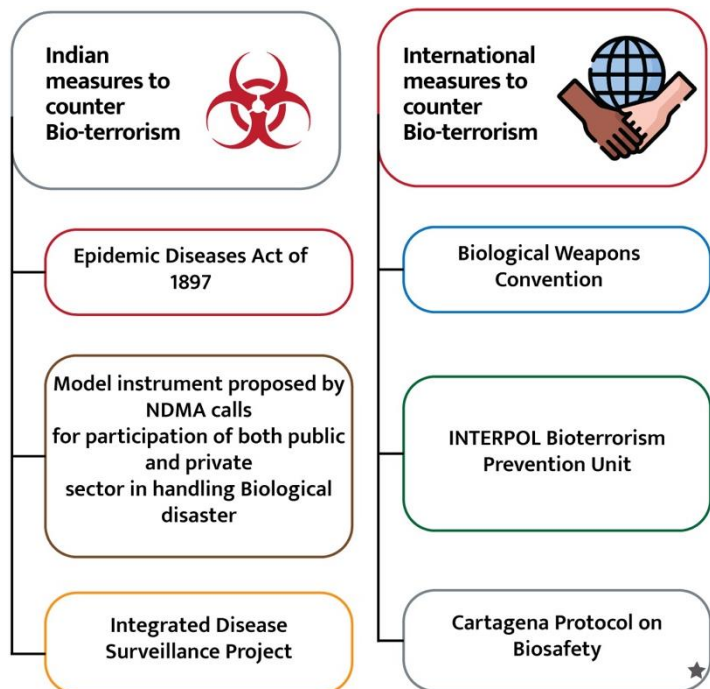 Indian
measures to
counter
Bio-terrorism
Epidemic Diseases Act of
1897
Model instrument proposed by
NDMA calls
for participation of both public
and private
sector in handling Biological
disaster
Integrated Disease
Surveillance Project
International
measures to
counter
Bio-terrorism
Biological Weapons
Convention
INTERPOL Bioterrorism
Prevention Unit
Cartagena Protocol on
Biosafety